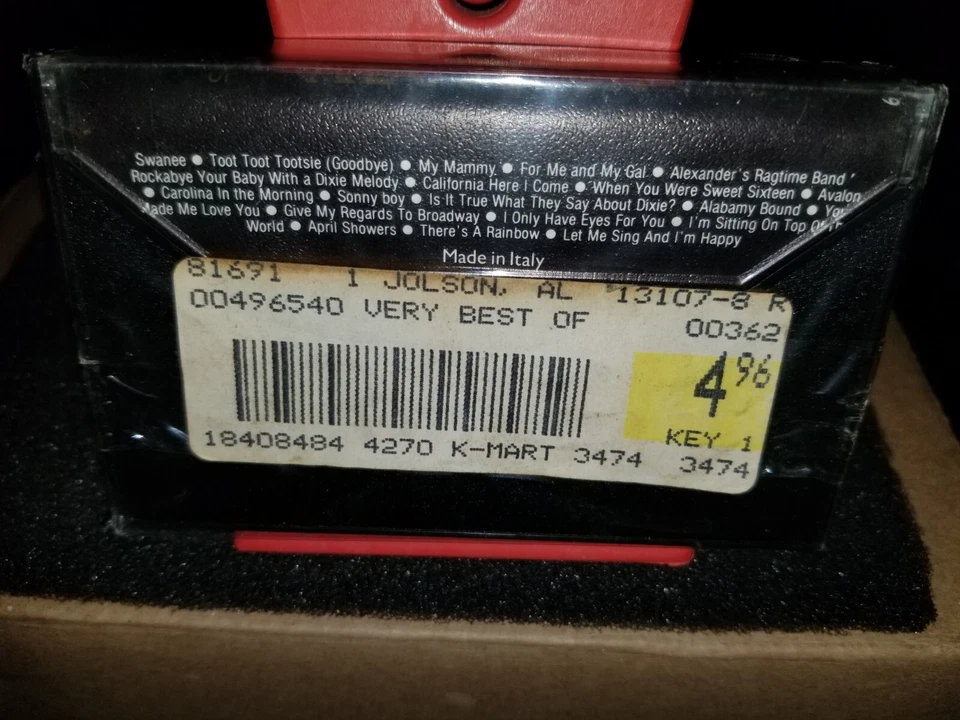 Swanee ● Toot Toot Tootsie (Goodbye) ● My Mammy ● For Me and My Gal ● Alexander's Ragtime Band
Rockabye Your Baby With a Dixie Melody ● California Here I Come ● When You Were Sweet Sixteen ● Avalon
● Carolina In the Morning ● Sonny boy ● Is It True What They Say About Dixie? ● Alabamy Bound ● You
Made Me Love You ● Give My Regards To Broadway ● I Only Have Eyes For You ● I'm Sitting On Top
World ● April Showers ● There's A Rainbow ● Let Me Sing And I'm Happy
Made in Italy
81691 1 JOLSON, AL 13107-8 R
00496540 VERY BEST OF 00362
4 96
KEY 1
18408484 4270 K-MART 3474 3474